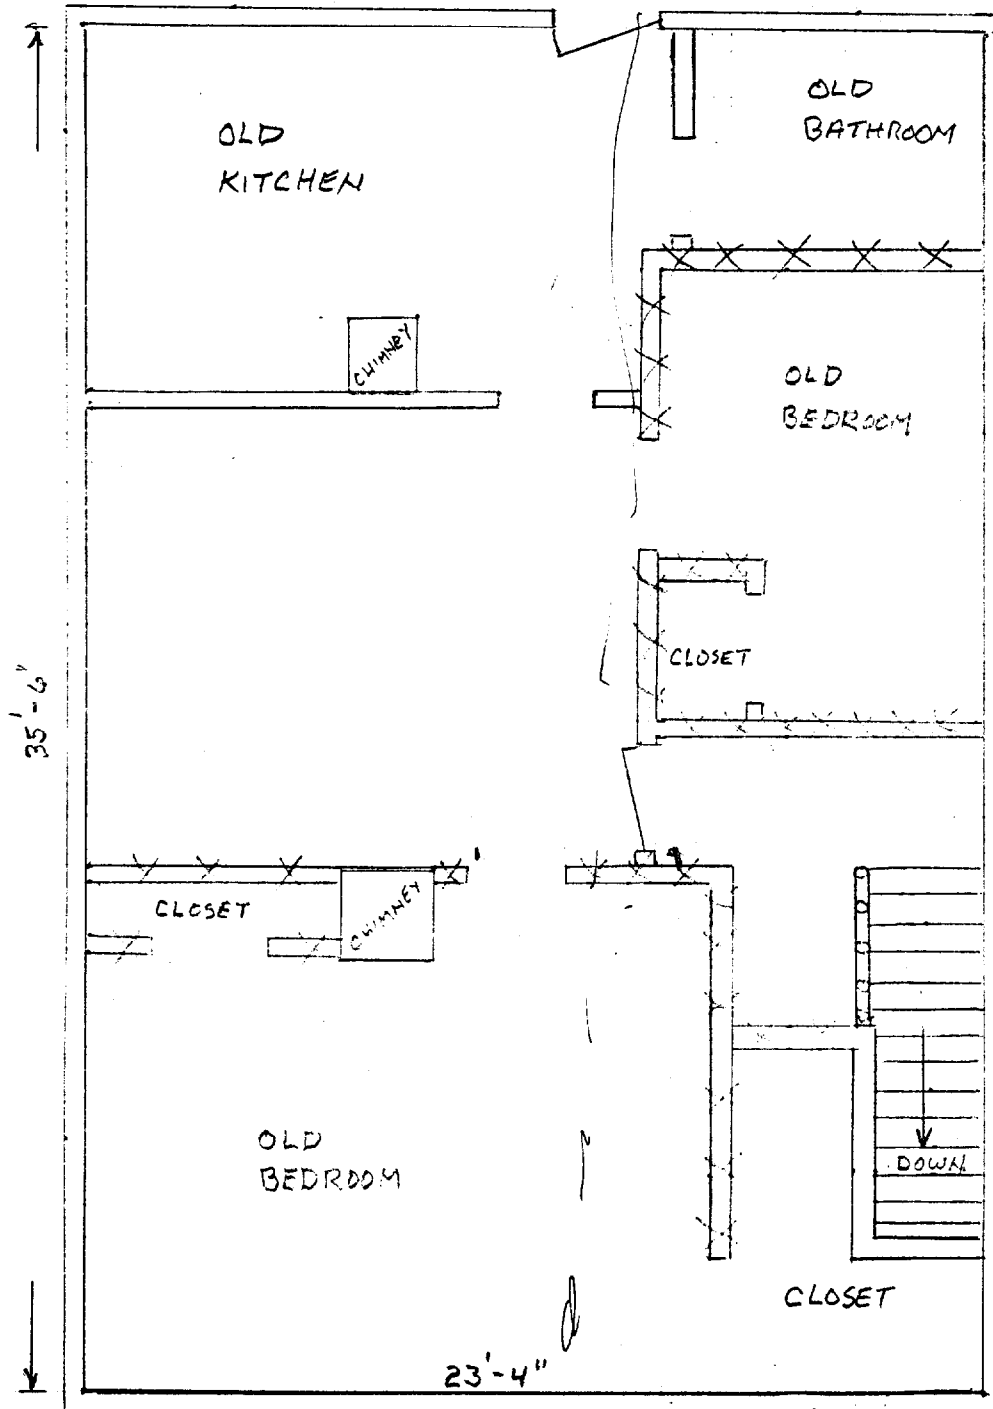 OLD
KITCHEN
OLD
BATHROOM
CHIMNEY
OLD
BEDROOM
CLOSET
35'-6"
CLOSET
CHIMNEY
OLD
BEDROOM
DOWN
CLOSET
23'-4"